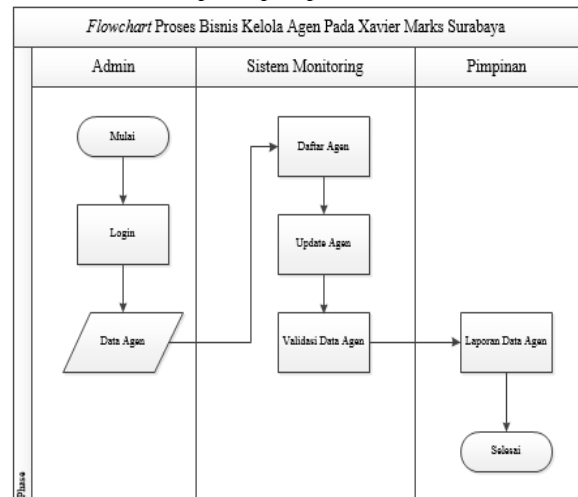 Flowchart Proses Bisnis Kelola Agen Pada Xavier Marks Surabaya
Admin
Sistem Monitoring
Pimpinan
Mulai
Login
Data Agen
Daftar Agen
Update Agen
Validasi Data Agen
Laporan Data Agen
Selesai
Phase